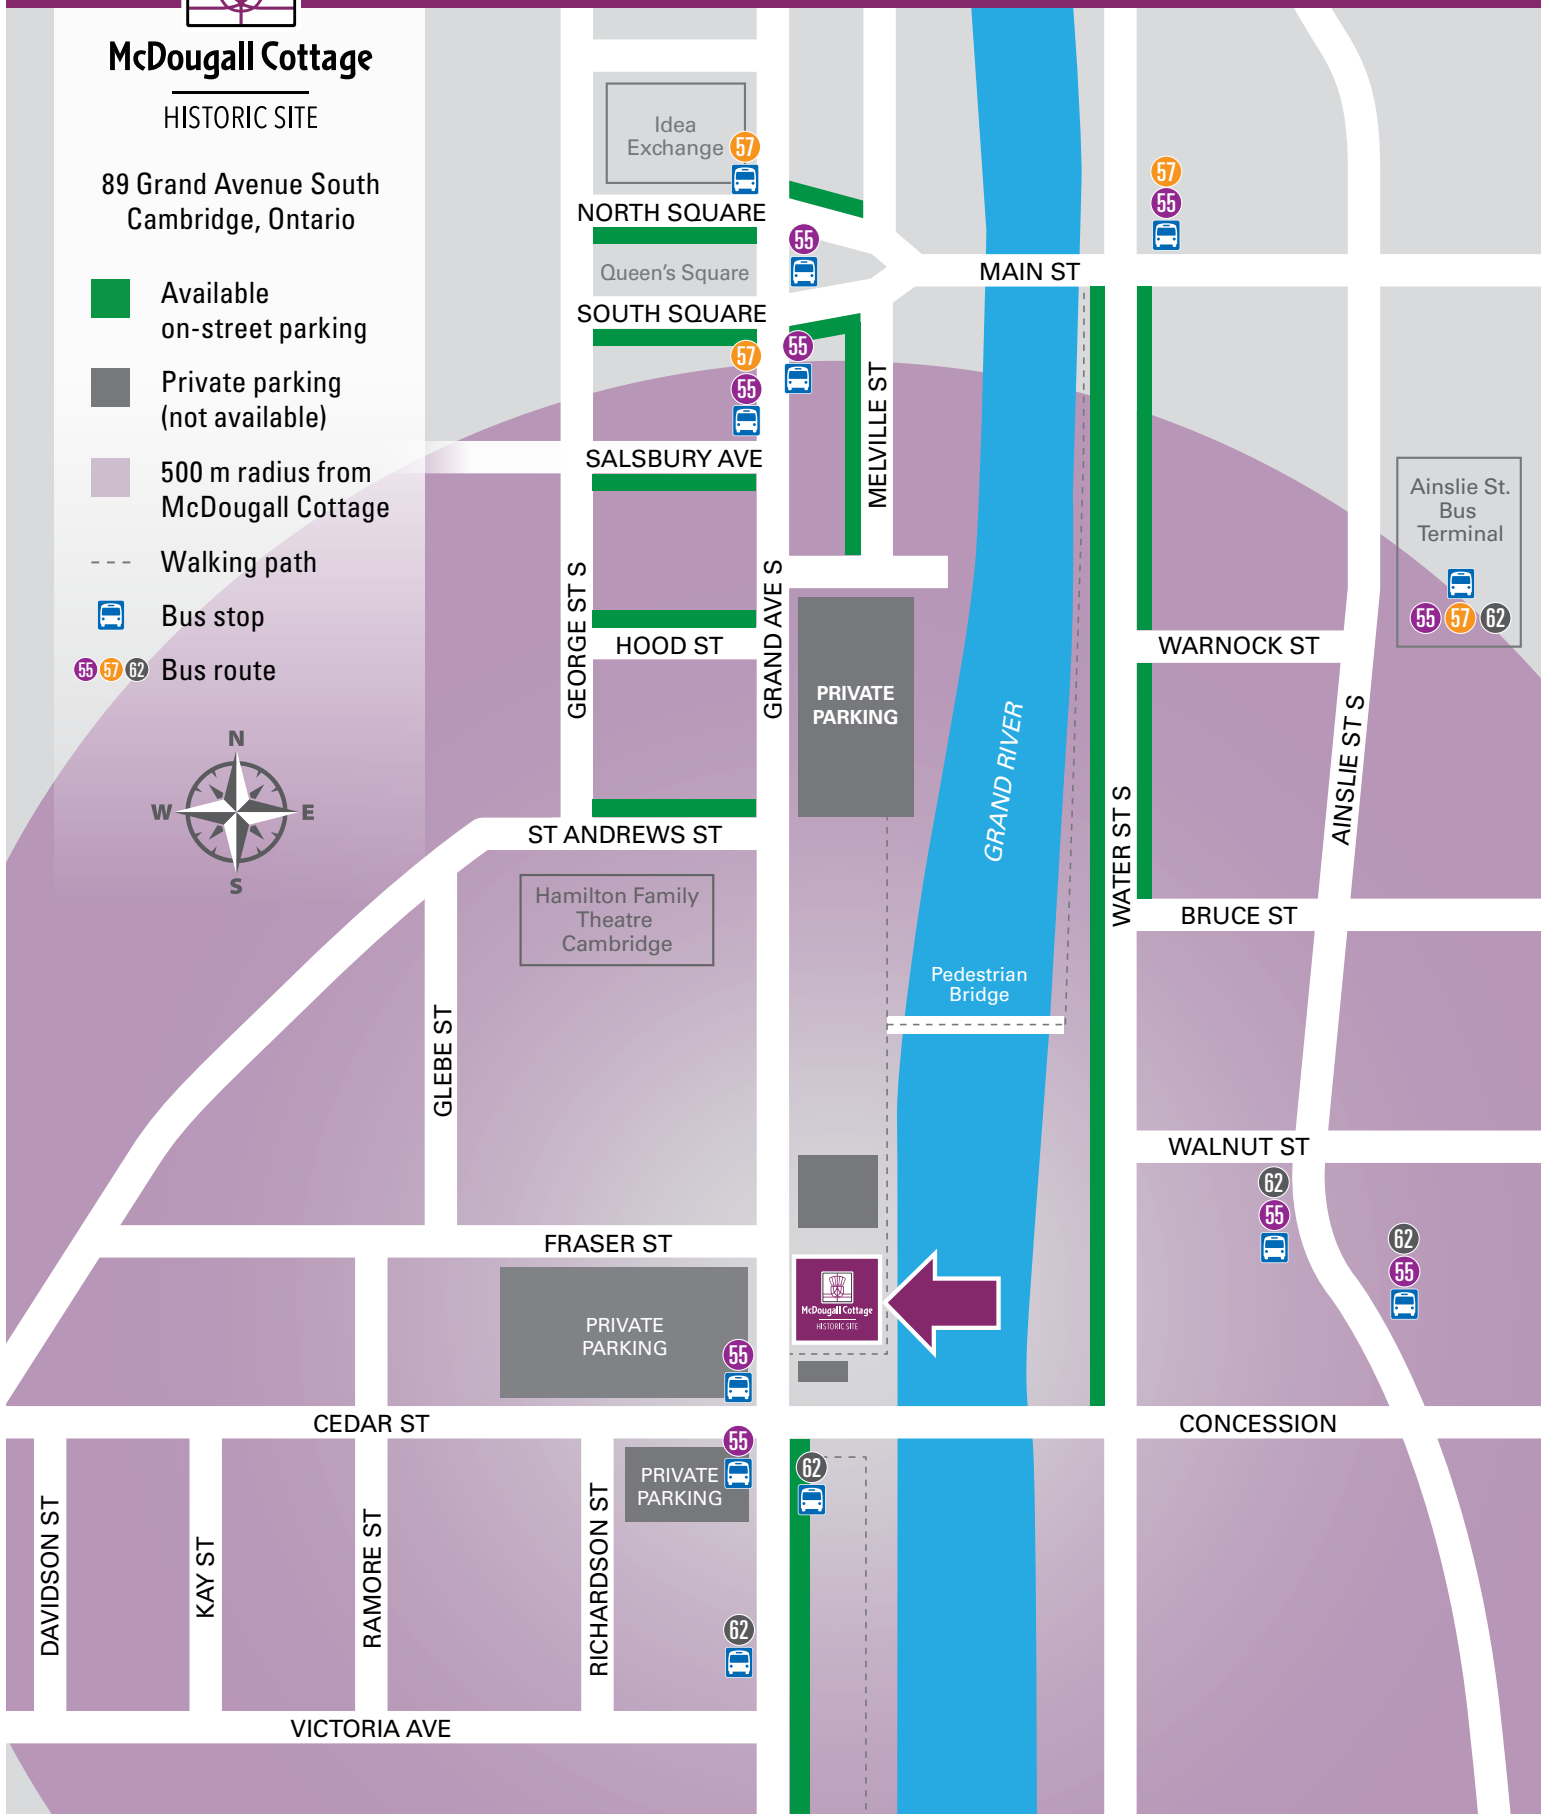 McDougall Cottage
HISTORIC SITE
89 Grand Avenue South
Cambridge, Ontario
Available
on-street parking
Private parking
(not available)
500 m radius from
McDougall Cottage
Walking path
Bus stop
55 57 62 Bus route
N
W E
S
Idea
Exchange
57
NORTH SQUARE
Queen's Square
55
SOUTH SQUARE
57
55
55
57
55
MAIN ST
SALSBURY AVE
MELVILLE ST
GEORGE ST S
GRAND AVE S
HOOD ST
PRIVATE
PARKING
GRAND RIVER
Ainslie St.
Bus
Terminal
55 57 62
WARNOCK ST
AINSLIE ST S
WATER ST S
ST ANDREWS ST
Hamilton Family
Theatre
Cambridge
BRUCE ST
Pedestrian
Bridge
GLEBE ST
WALNUT ST
62
55
62
55
FRASER ST
McDougall Cottage
HISTORIC SITE
PRIVATE
PARKING
55
CEDAR ST
CONCESSION
55
PRIVATE
PARKING
62
DAVIDSON ST
KAY ST
RAMORE ST
RICHARDSON ST
62
VICTORIA AVE